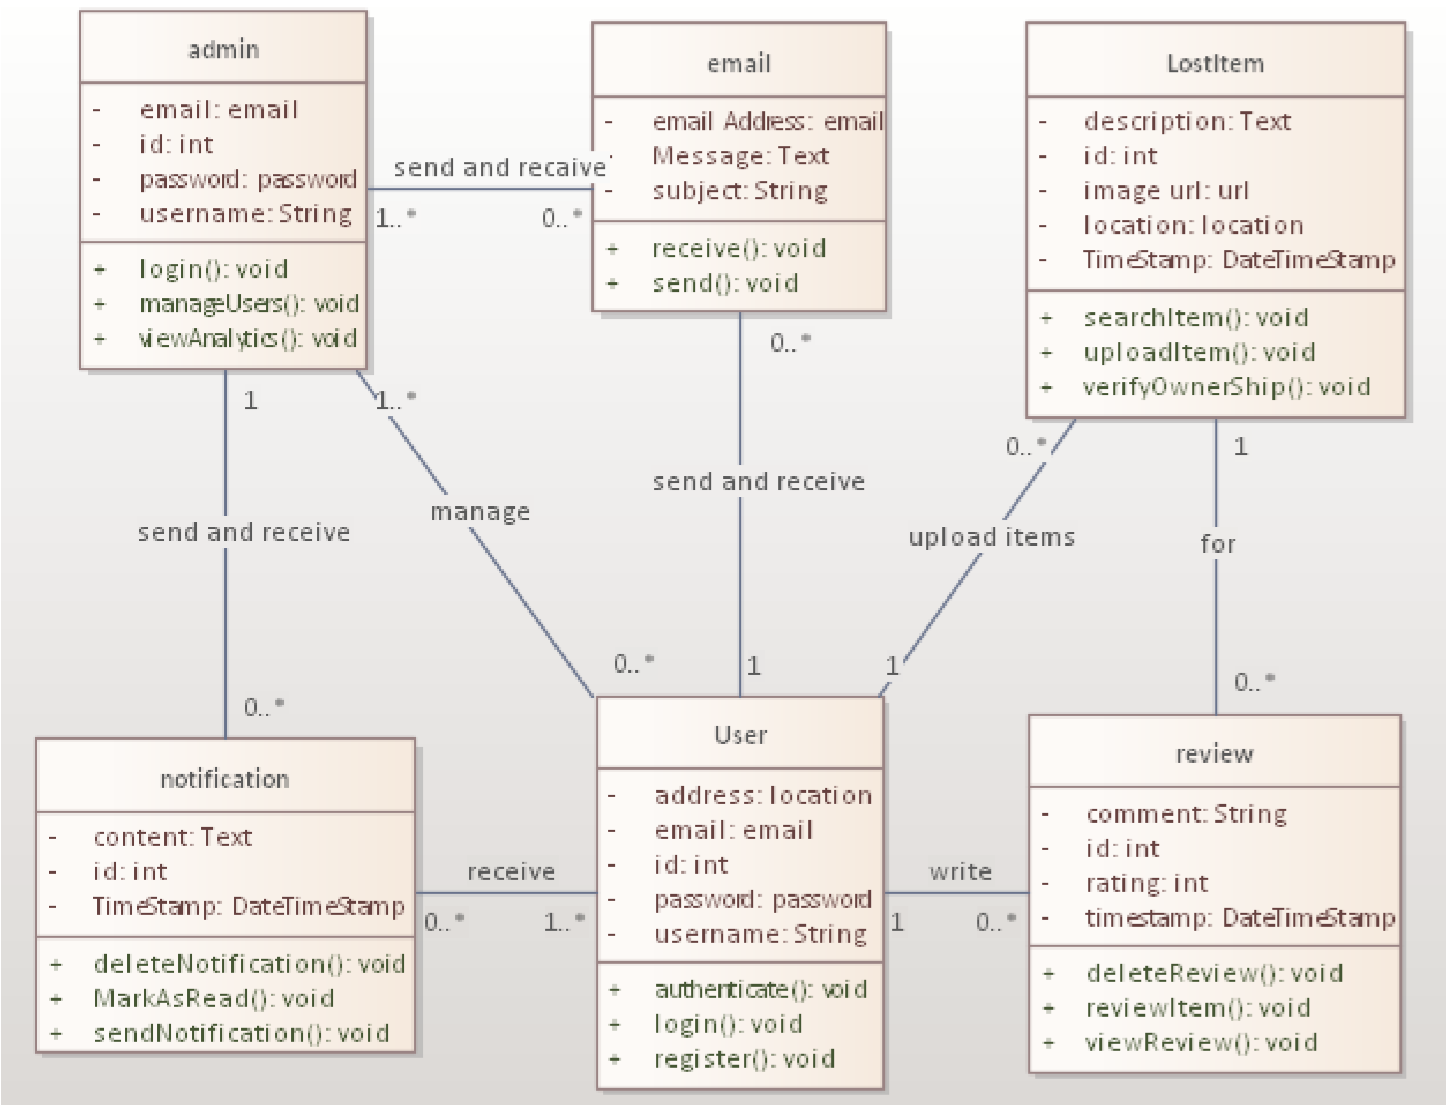 admin
- email: email
- id: int
- password: password
- username: String
+ login(): void
+ manageUsers(): void
+ viewAnalytics(): void
send and recaive
1..*
0..*
email
- email Address: email
- Message: Text
- subject: String
+ receive(): void
+ send(): void
LostItem
- description: Text
- id: int
- image url: url
- location: location
- TimeStamp: DateTimeStamp
+ searchItem(): void
+ uploadItem(): void
+ verifyOwnerShip(): void
1
1..*
0..*
0..*
1
send and receive
manage
send and receive
upload items
for
0..*
0..*
1
1
0..*
notification
- content: Text
- id: int
- TimeStamp: DateTimeStamp
+ deleteNotification(): void
+ MarkAsRead(): void
+ sendNotification(): void
receive
0..*
1..*
User
- address: location
- email: email
- id: int
- password: password
- username: String
+ authenticate(): void
+ login(): void
+ register(): void
write
1
0..*
review
- comment: String
- id: int
- rating: int
- timestamp: DateTimeStamp
+ deleteReview(): void
+ reviewItem(): void
+ viewReview(): void